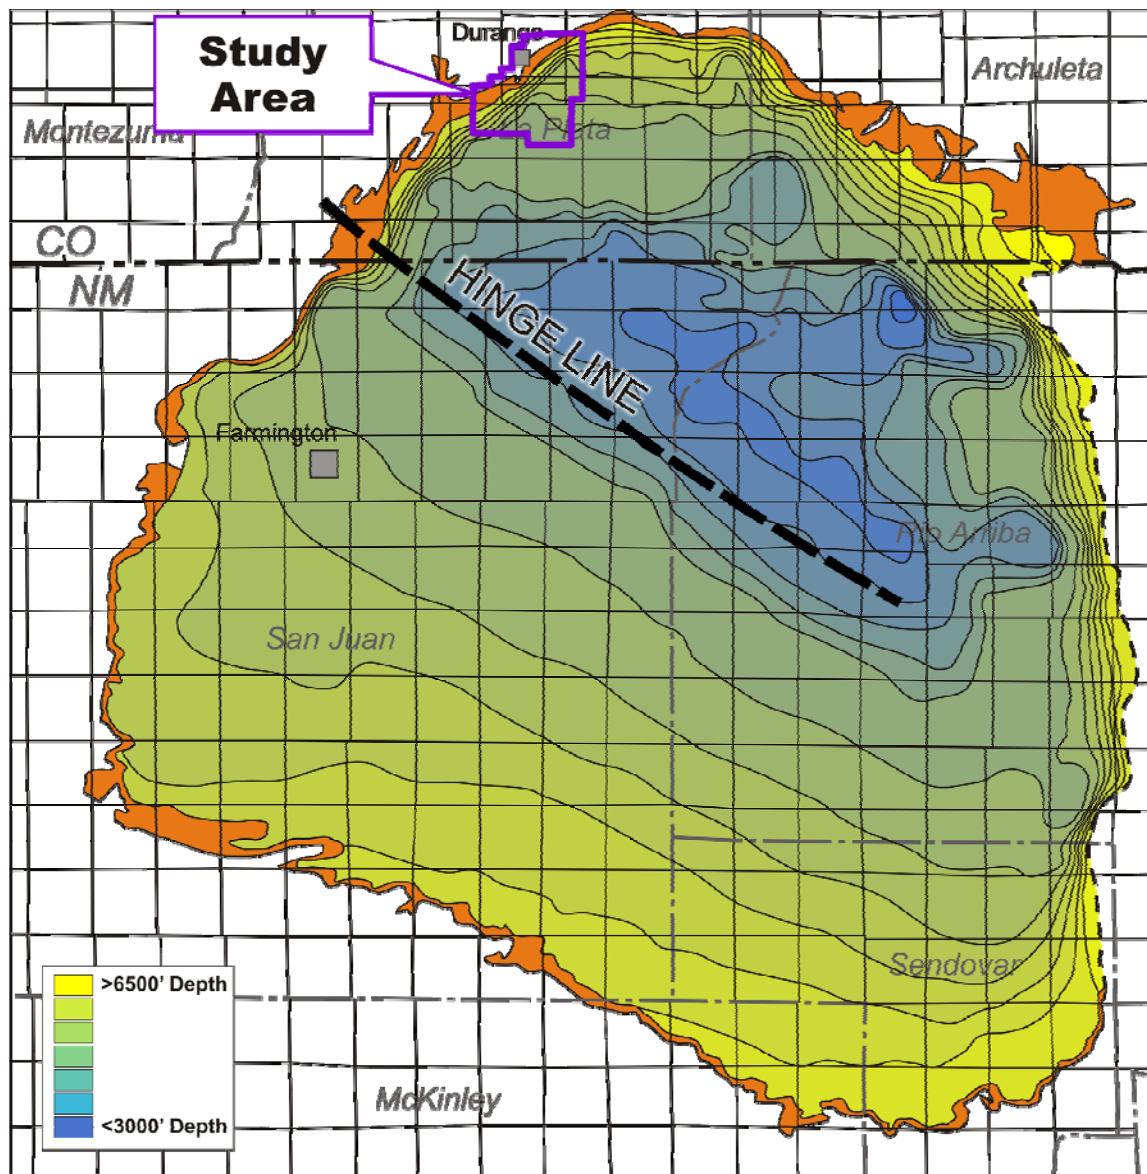 Durango
Study
Area
Archuleta
Montezuma
La Plata
CO
NM
HINGE LINE
Farmington
Rio Arriba
San Juan
Sendovar
>6500' Depth
<3000' Depth
McKinley